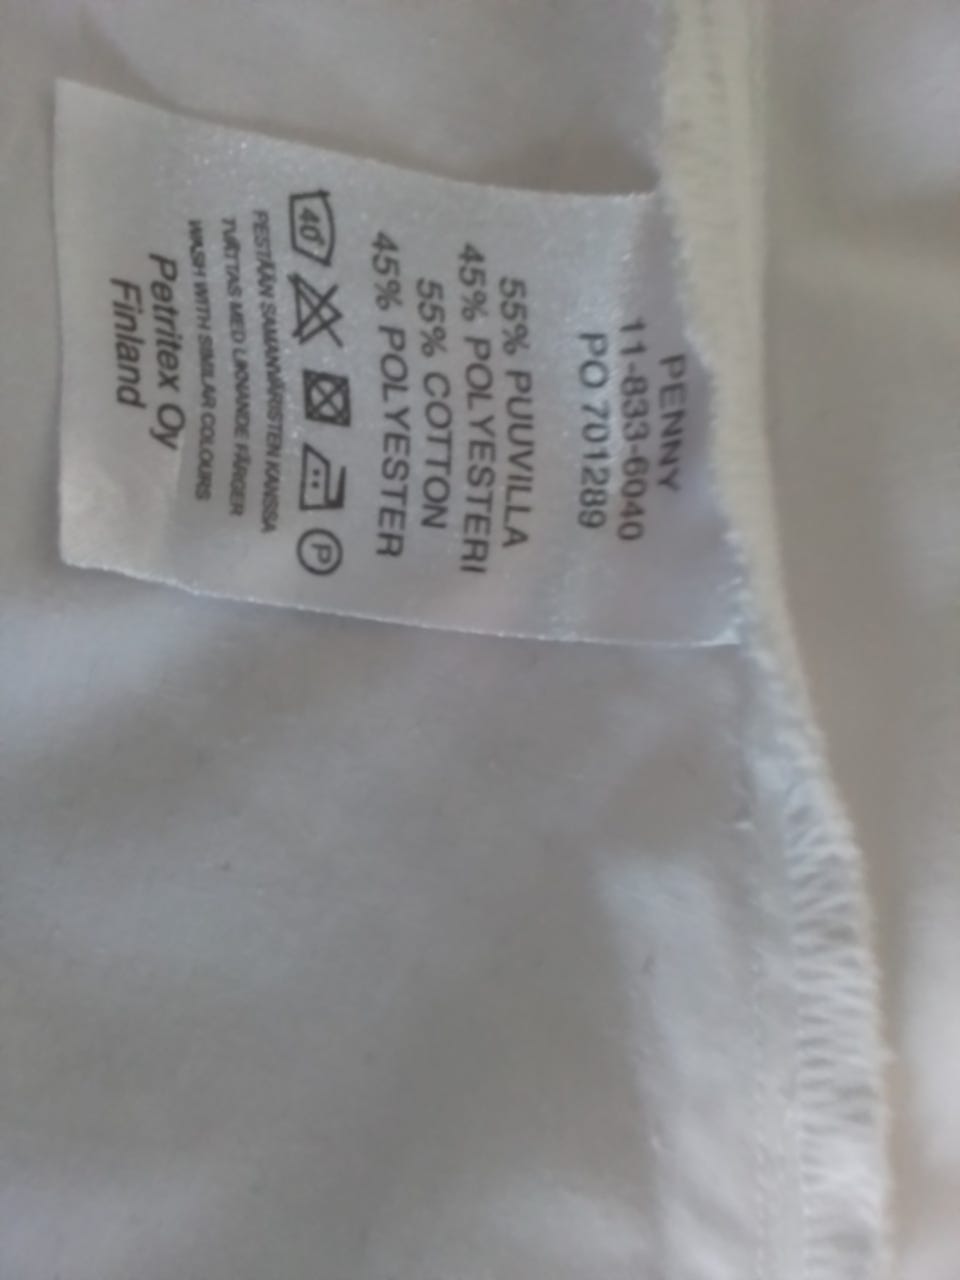 PENNY
11-833-6040
PO 701289
55% PUUVILLA
45% POLYESTERI
55% COTTON
45% POLYESTER
40° P
PESTÄÄN SAMANVÄRISTEN KANSSA
TVÄTTAS MED LIKNANDE FÄRGER
WASH WITH SIMILAR COLOURS
Petritex Oy
Finland